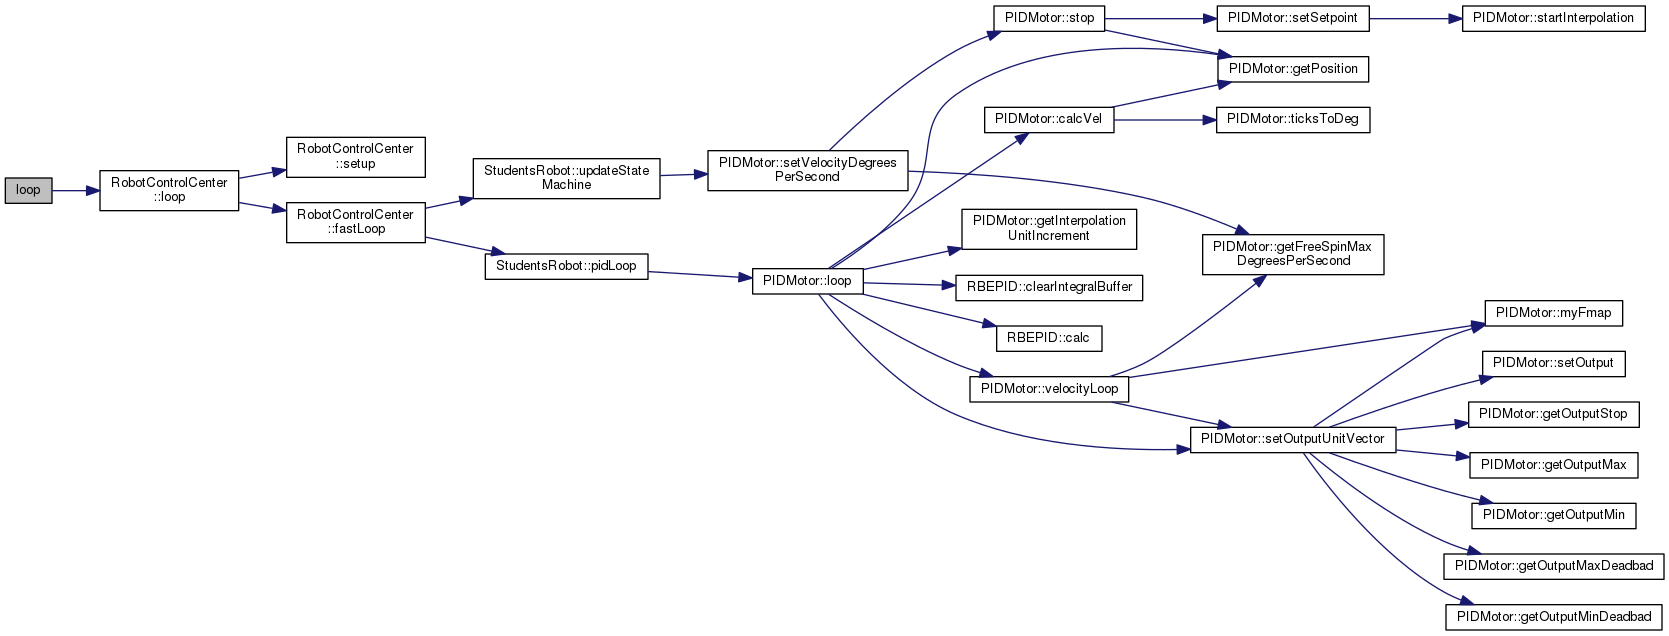 loop
RobotControlCenter
::loop
RobotControlCenter
::setup
RobotControlCenter
::fastLoop
StudentsRobot::updateState
Machine
StudentsRobot::pidLoop
PIDMotor::setVelocityDegrees
PerSecond
PIDMotor::loop
PIDMotor::stop
PIDMotor::calcVel
PIDMotor::getInterpolation
UnitIncrement
RBEPID::clearIntegralBuffer
RBEPID::calc
PIDMotor::velocityLoop
PIDMotor::setSetpoint
PIDMotor::getPosition
PIDMotor::ticksToDeg
PIDMotor::getFreeSpinMax
DegreesPerSecond
PIDMotor::setOutputUnitVector
PIDMotor::startInterpolation
PIDMotor::myFmap
PIDMotor::setOutput
PIDMotor::getOutputStop
PIDMotor::getOutputMax
PIDMotor::getOutputMin
PIDMotor::getOutputMaxDeadbad
PIDMotor::getOutputMinDeadbad